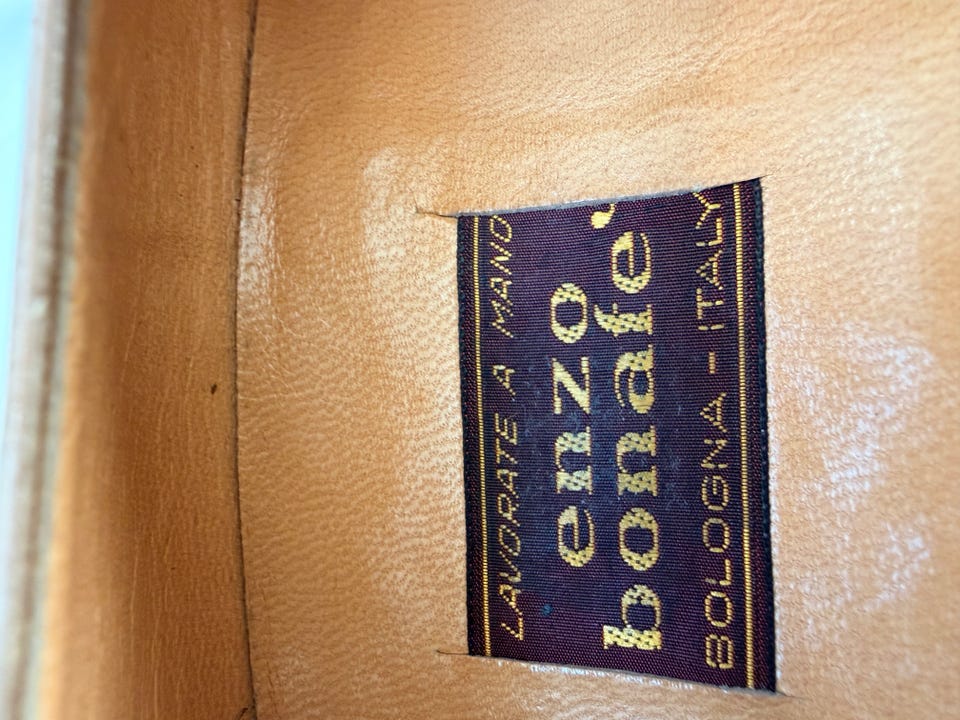 LAVORATE A MANO
enzo
bonafe'
BOLOGNA - ITALY